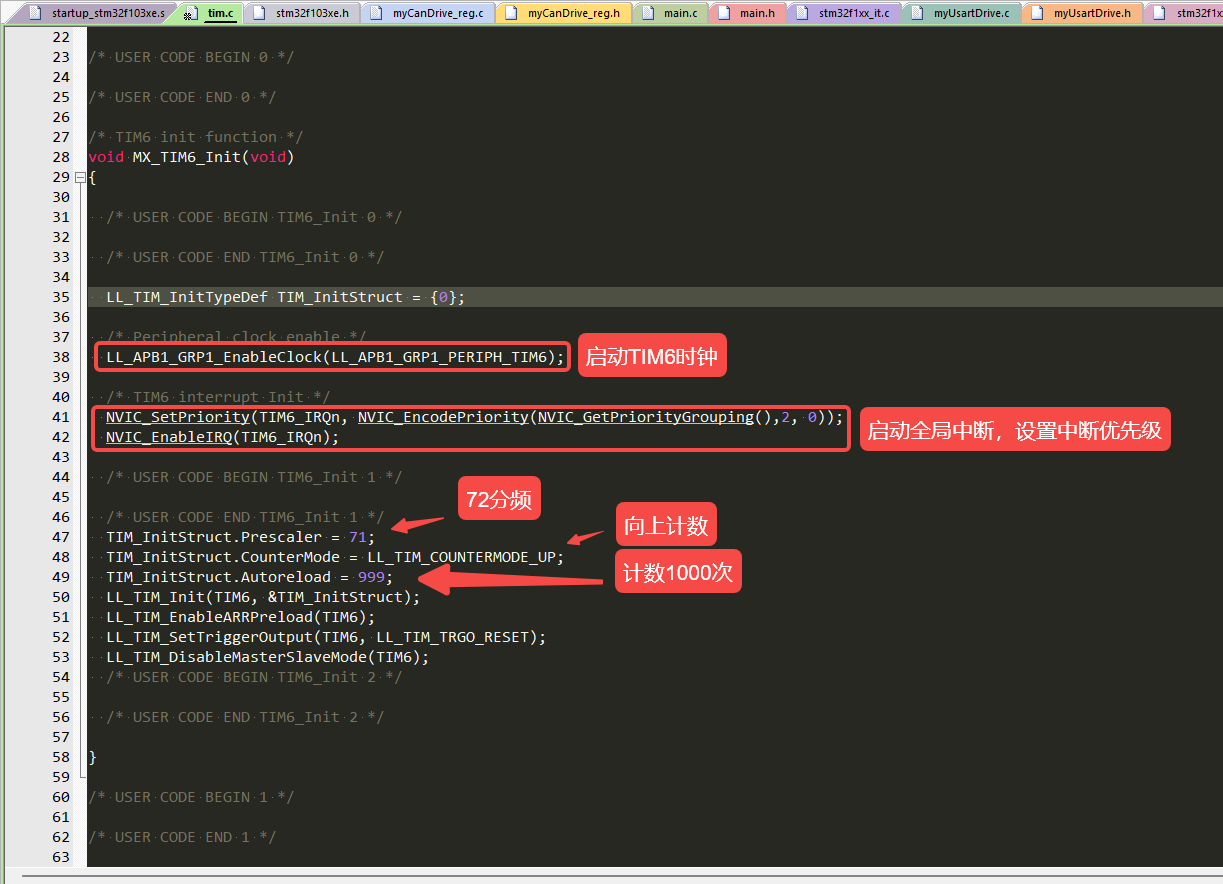 startup_stm32f103xe.s tim.c stm32f103xe.h myCanDrive_reg.c myCanDrive_reg.h main.c main.h stm32f1xx_it.c myUsartDrive.c myUsartDrive.h stm32f1x
22
23 /* USER CODE BEGIN 0 */
24
25 /* USER CODE END 0 */
26
27 /* TIM6 init function */
28 void MX_TIM6_Init(void)
29 {
30
31 /* USER CODE BEGIN TIM6_Init 0 */
32
33 /* USER CODE END TIM6_Init 0 */
34
35 LL_TIM_InitTypeDef TIM_InitStruct = {0};
36
37 /* Peripheral clock enable */
38 LL_APB1_GRP1_EnableClock(LL_APB1_GRP1_PERIPH_TIM6); 启动TIM6时钟
39
40 /* TIM6 interrupt Init */
41 NVIC_SetPriority(TIM6_IRQn, NVIC_EncodePriority(NVIC_GetPriorityGrouping(),2, 0));
42 NVIC_EnableIRQ(TIM6_IRQn);
启动全局中断，设置中断优先级
43
44 /* USER CODE BEGIN TIM6_Init 1 */
45
72分频
46 /* USER CODE END TIM6_Init 1 */
47 TIM_InitStruct.Prescaler = 71;
向上计数
48 TIM_InitStruct.CounterMode = LL_TIM_COUNTERMODE_UP;
49 TIM_InitStruct.Autoreload = 999; 计数1000次
50 LL_TIM_Init(TIM6, &TIM_InitStruct);
51 LL_TIM_EnableARRPreload(TIM6);
52 LL_TIM_SetTriggerOutput(TIM6, LL_TIM_TRGO_RESET);
53 LL_TIM_DisableMasterSlaveMode(TIM6);
54 /* USER CODE BEGIN TIM6_Init 2 */
55
56 /* USER CODE END TIM6_Init 2 */
57
58 }
59
60 /* USER CODE BEGIN 1 */
61
62 /* USER CODE END 1 */
63